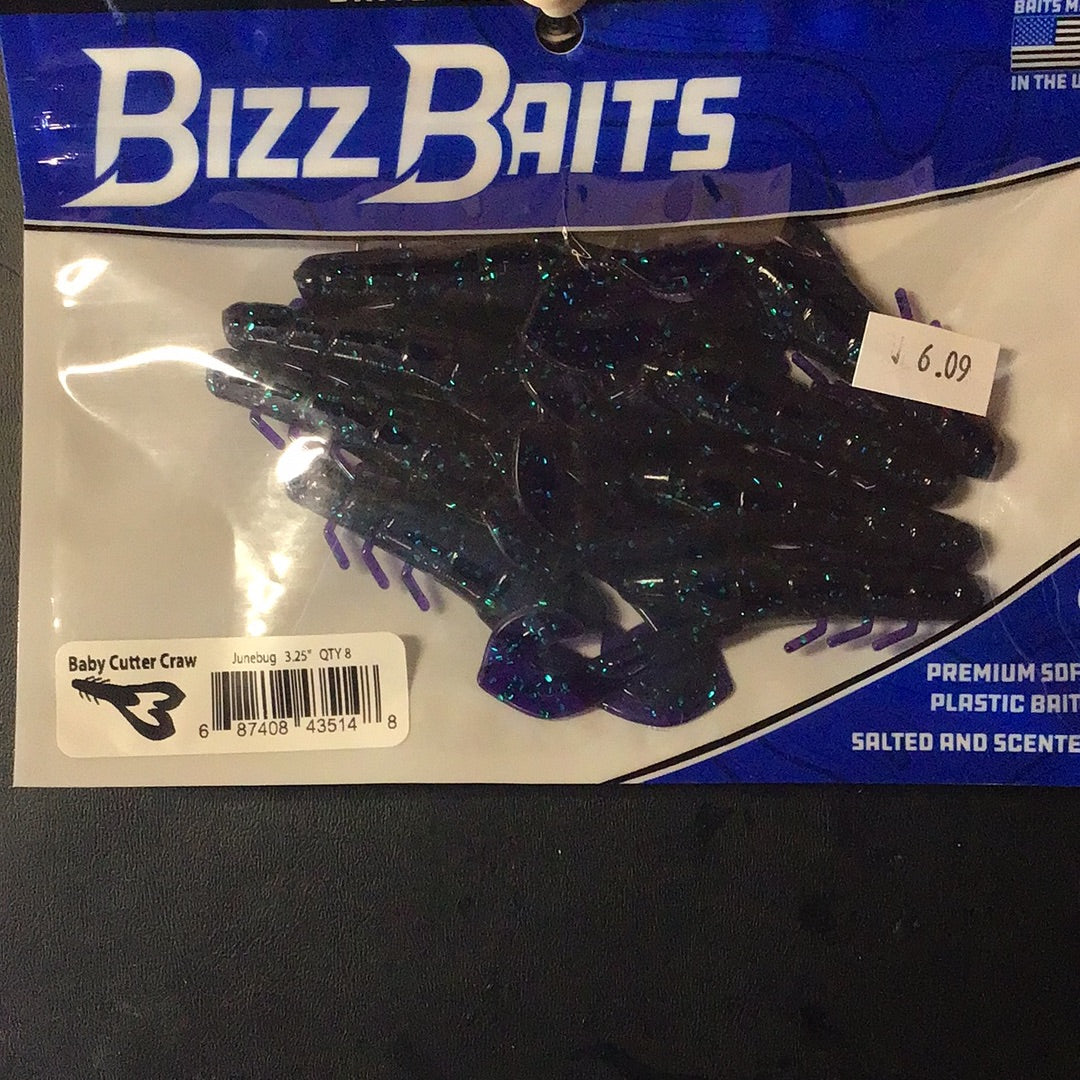 BIZZ BAITS
BAITS M
IN THE U
6.09
Baby Cutter Craw
Junebug 3.25" QTY 8
6 87408 43514 8
PREMIUM SOF
PLASTIC BAIT
SALTED AND SCENTE